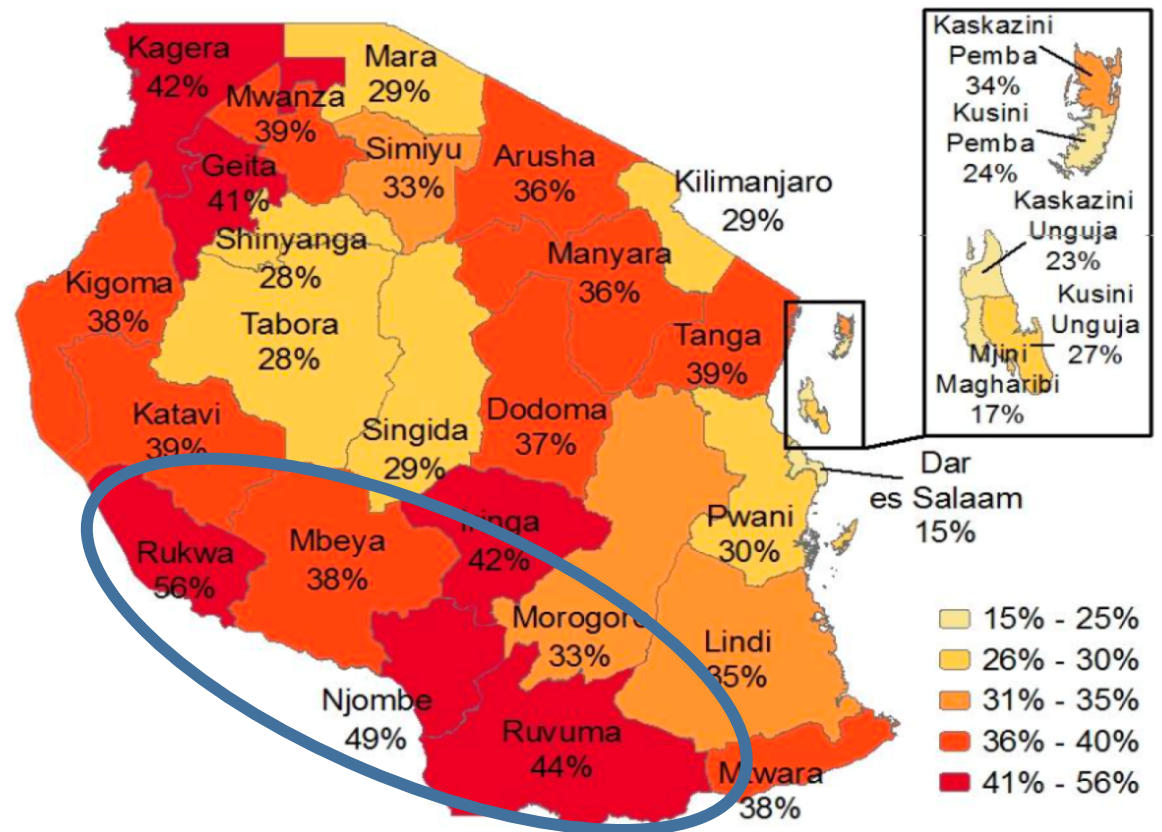 Kagera
42%
Mara
29%
Mwanza
39%
Geita
41%
Simiyu
33%
Arusha
36%
Kilimanjaro
29%
Shinyanga
28%
Kigoma
38%
Tabora
28%
Manyara
36%
Tanga
39%
Katavi
39%
Singida
29%
Dodoma
37%
Rukwa
56%
Mbeya
38%
Iringa
42%
Pwani
30%
Dar
es Salaam
15%
Morogoro
33%
Lindi
35%
Njombe
49%
Ruvuma
44%
Mtwara
38%
Kaskazini
Pemba
34%
Kusini
Pemba
24%
Kaskazini
Unguja
23%
Kusini
Unguja
27%
Mjini
Magharibi
17%
15% - 25%
26% - 30%
31% - 35%
36% - 40%
41% - 56%